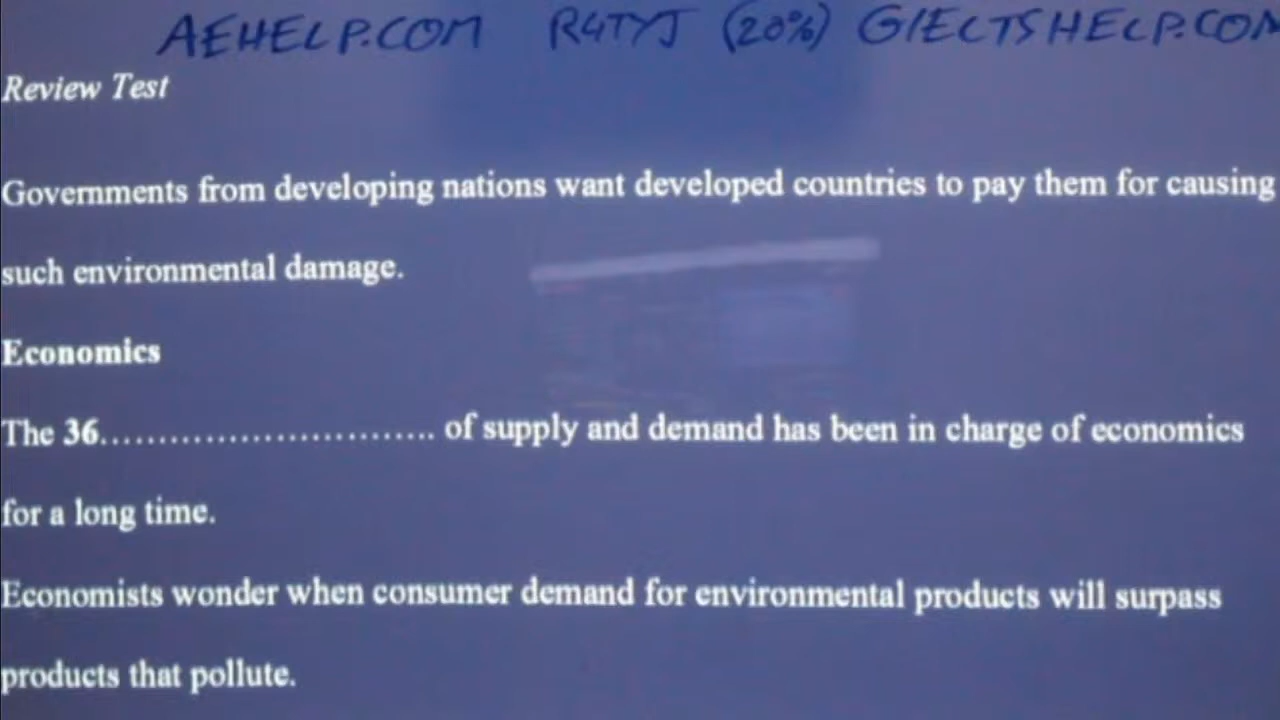 AEHELP.COM R4TYJ (20%) GIELTSHELP.COM
Review Test
Governments from developing nations want developed countries to pay them for causing
such environmental damage.
Economics
The 36............................ of supply and demand has been in charge of economics
for a long time.
Economists wonder when consumer demand for environmental products will surpass
products that pollute.